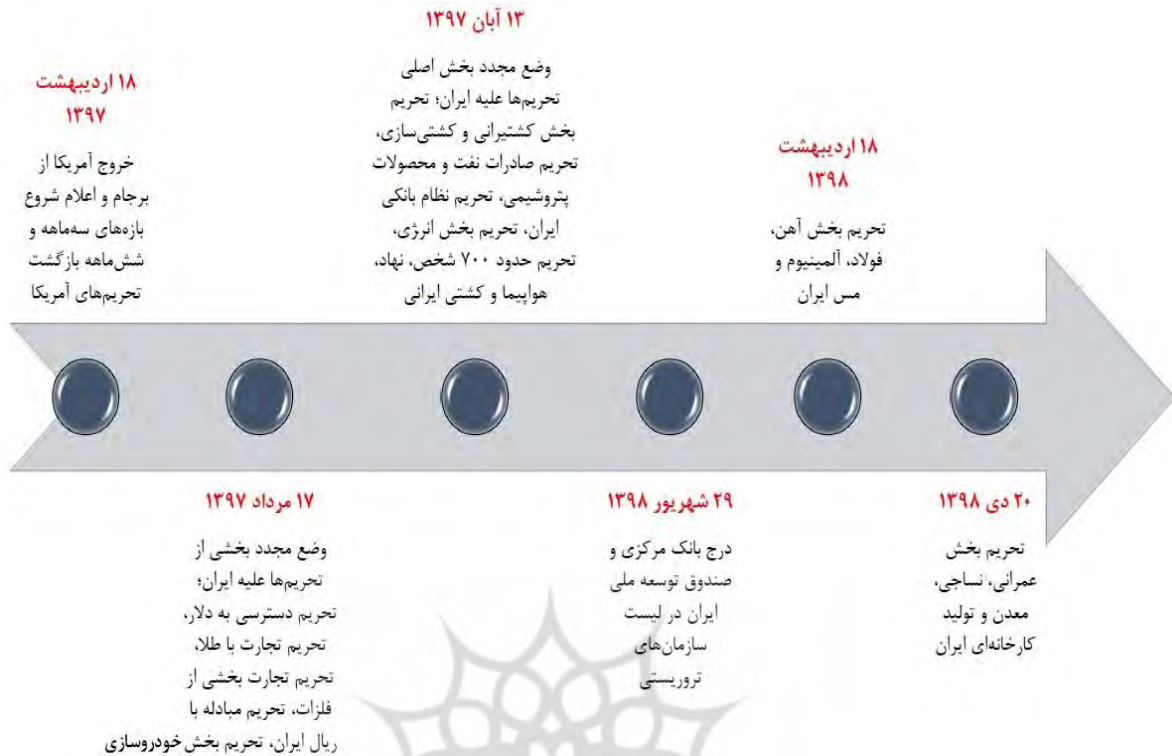 ۱۸ اردیبهشت
۱۳۹۷
خروج آمریکا از
برجام و اعلام شروع
بازه‌های سه‌ماهه و
شش‌ماهه بازگشت
تحریم‌های آمریکا
۱۷ مرداد ۱۳۹۷
وضع مجدد بخشی از
تحریم‌ها علیه ایران؛
تحریم دسترسی به دلار،
تحریم تجارت با طلا،
تحریم تجارت بخشی از
فلزات، تحریم مبادله با
ریال ایران، تحریم بخش خودروسازی
۱۳ آبان ۱۳۹۷
وضع مجدد بخش اصلی
تحریم‌ها علیه ایران؛ تحریم
بخش کشتیرانی و کشتی‌سازی،
تحریم صادرات نفت و محصولات
پتروشیمی، تحریم نظام بانکی
ایران، تحریم بخش انرژی،
تحریم حدود ۷۰۰ شخص، نهاد،
هواپیما و کشتی ایرانی
۲۹ شهریور ۱۳۹۸
درج بانک مرکزی و
صندوق توسعه ملی
ایران در لیست
سازمان‌های
تروریستی
۱۸ اردیبهشت
۱۳۹۸
تحریم بخش آهن،
فولاد، آلمینیوم و
مس ایران
۲۰ دی ۱۳۹۸
تحریم بخش
عمرانی، نساجی،
معدن و تولید
کارخانه‌ای ایران